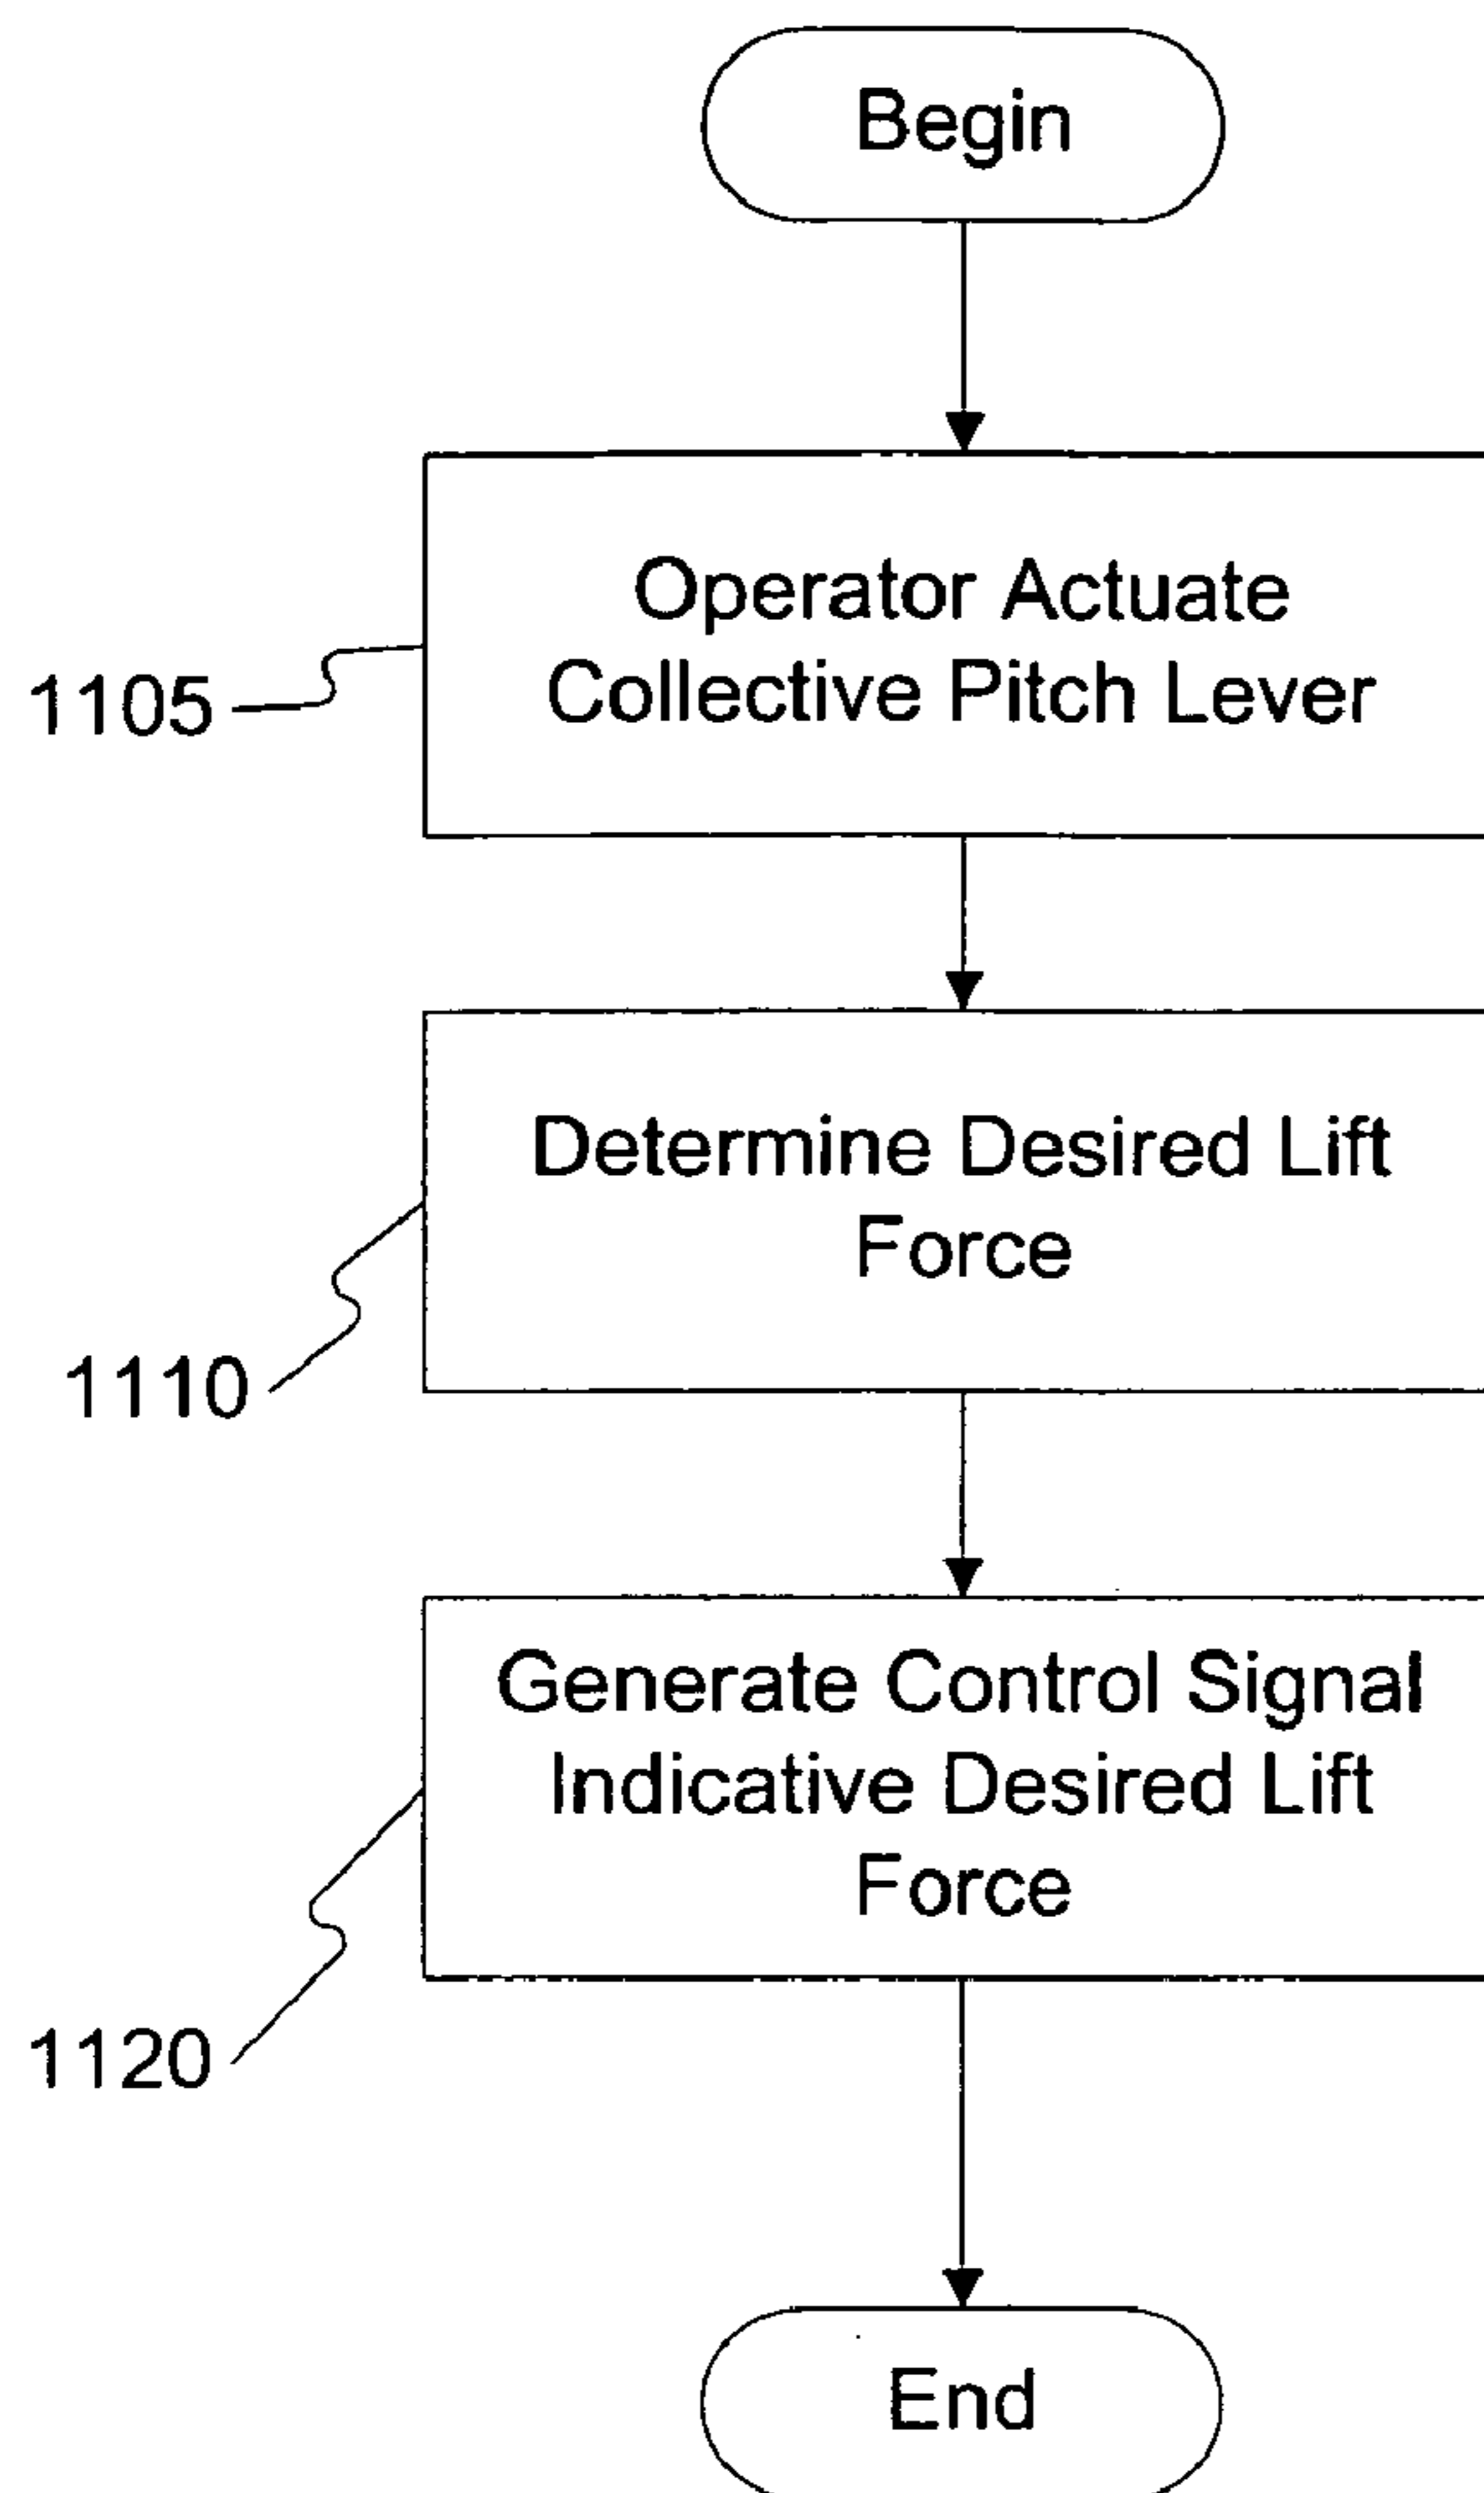 Begin
Operator Actuate
Collective Pitch Lever
1105
Determine Desired Lift
Force
1110
Generate Control Signal
Indicative Desired Lift
Force
1120
End